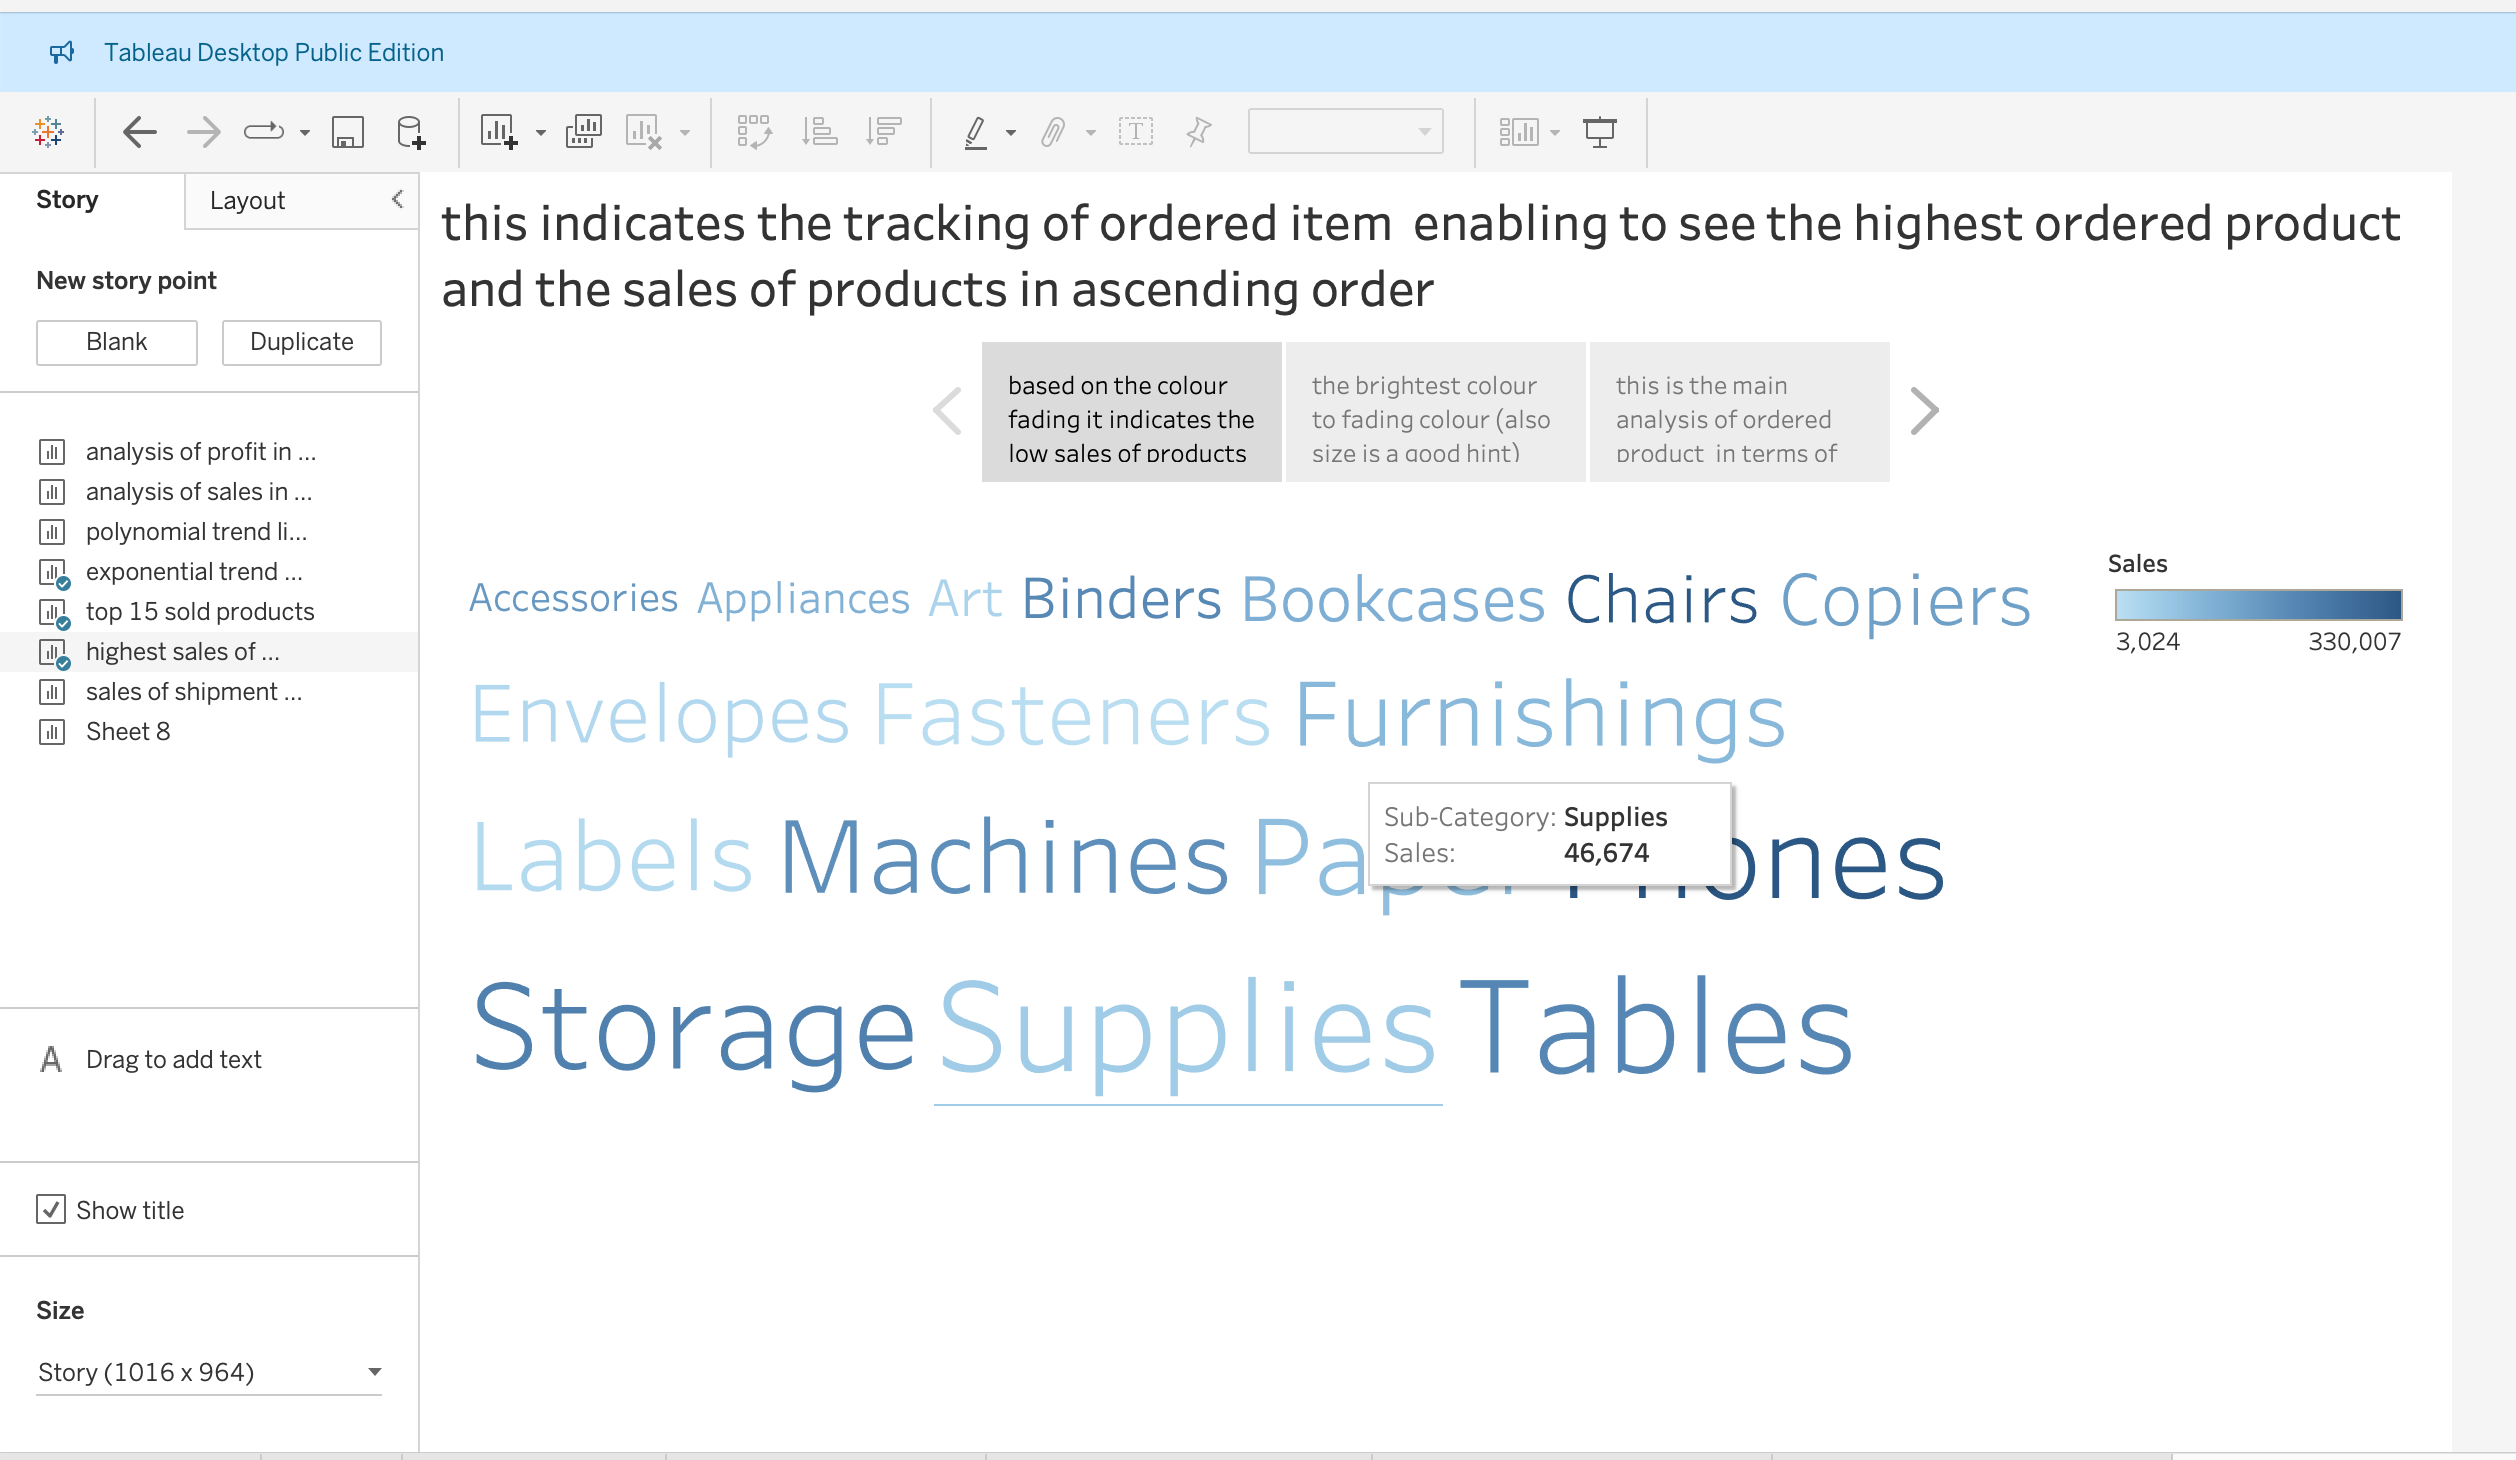 Tableau Desktop Public Edition
Story
Layout
New story point
Blank
Duplicate
analysis of profit in ...
analysis of sales in ...
polynomial trend li...
exponential trend ...
top 15 sold products
highest sales of ...
sales of shipment ...
Sheet 8
A Drag to add text
Show title
Size
Story (1016 x 964)
this indicates the tracking of ordered item enabling to see the highest ordered product
and the sales of products in ascending order
based on the colour
fading it indicates the
low sales of products
the brightest colour
to fading colour (also
size is a good hint)
this is the main
analysis of ordered
product in terms of
Accessories Appliances Art Binders Bookcases Chairs Copiers
Envelopes Fasteners Furnishings
Labels Machines Paper Phones
Storage Supplies Tables
Sub-Category: Supplies
Sales: 46,674
Sales
3,024 330,007